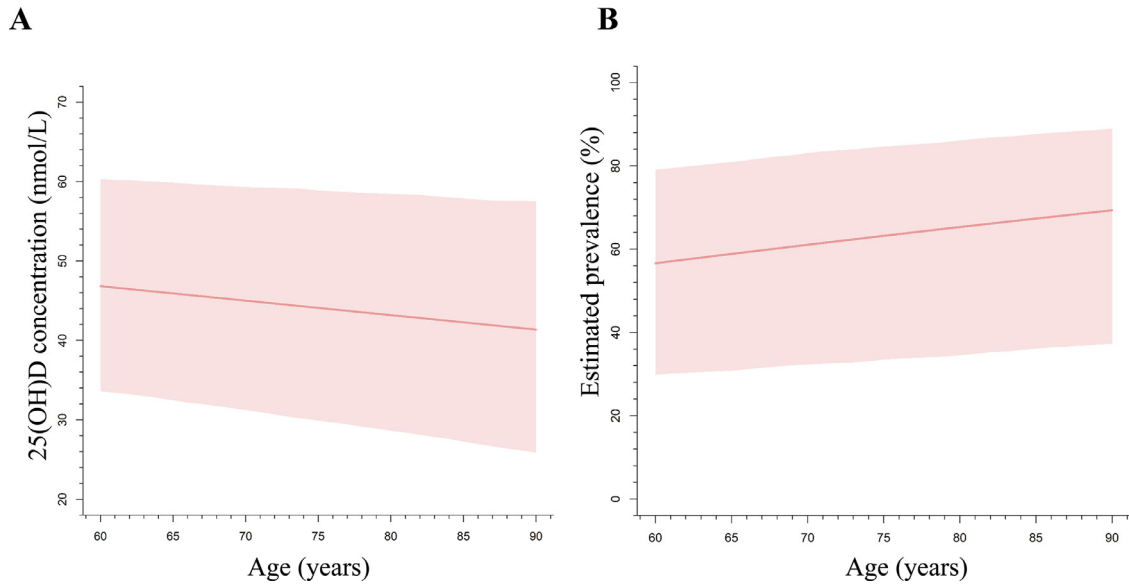 A
25(OH)D concentration (nmol/L)
70
60
50
40
30
20
60 65 70 75 80 85 90
Age (years)
B
Estimated prevalence (%)
100
80
60
40
20
0
60 65 70 75 80 85 90
Age (years)